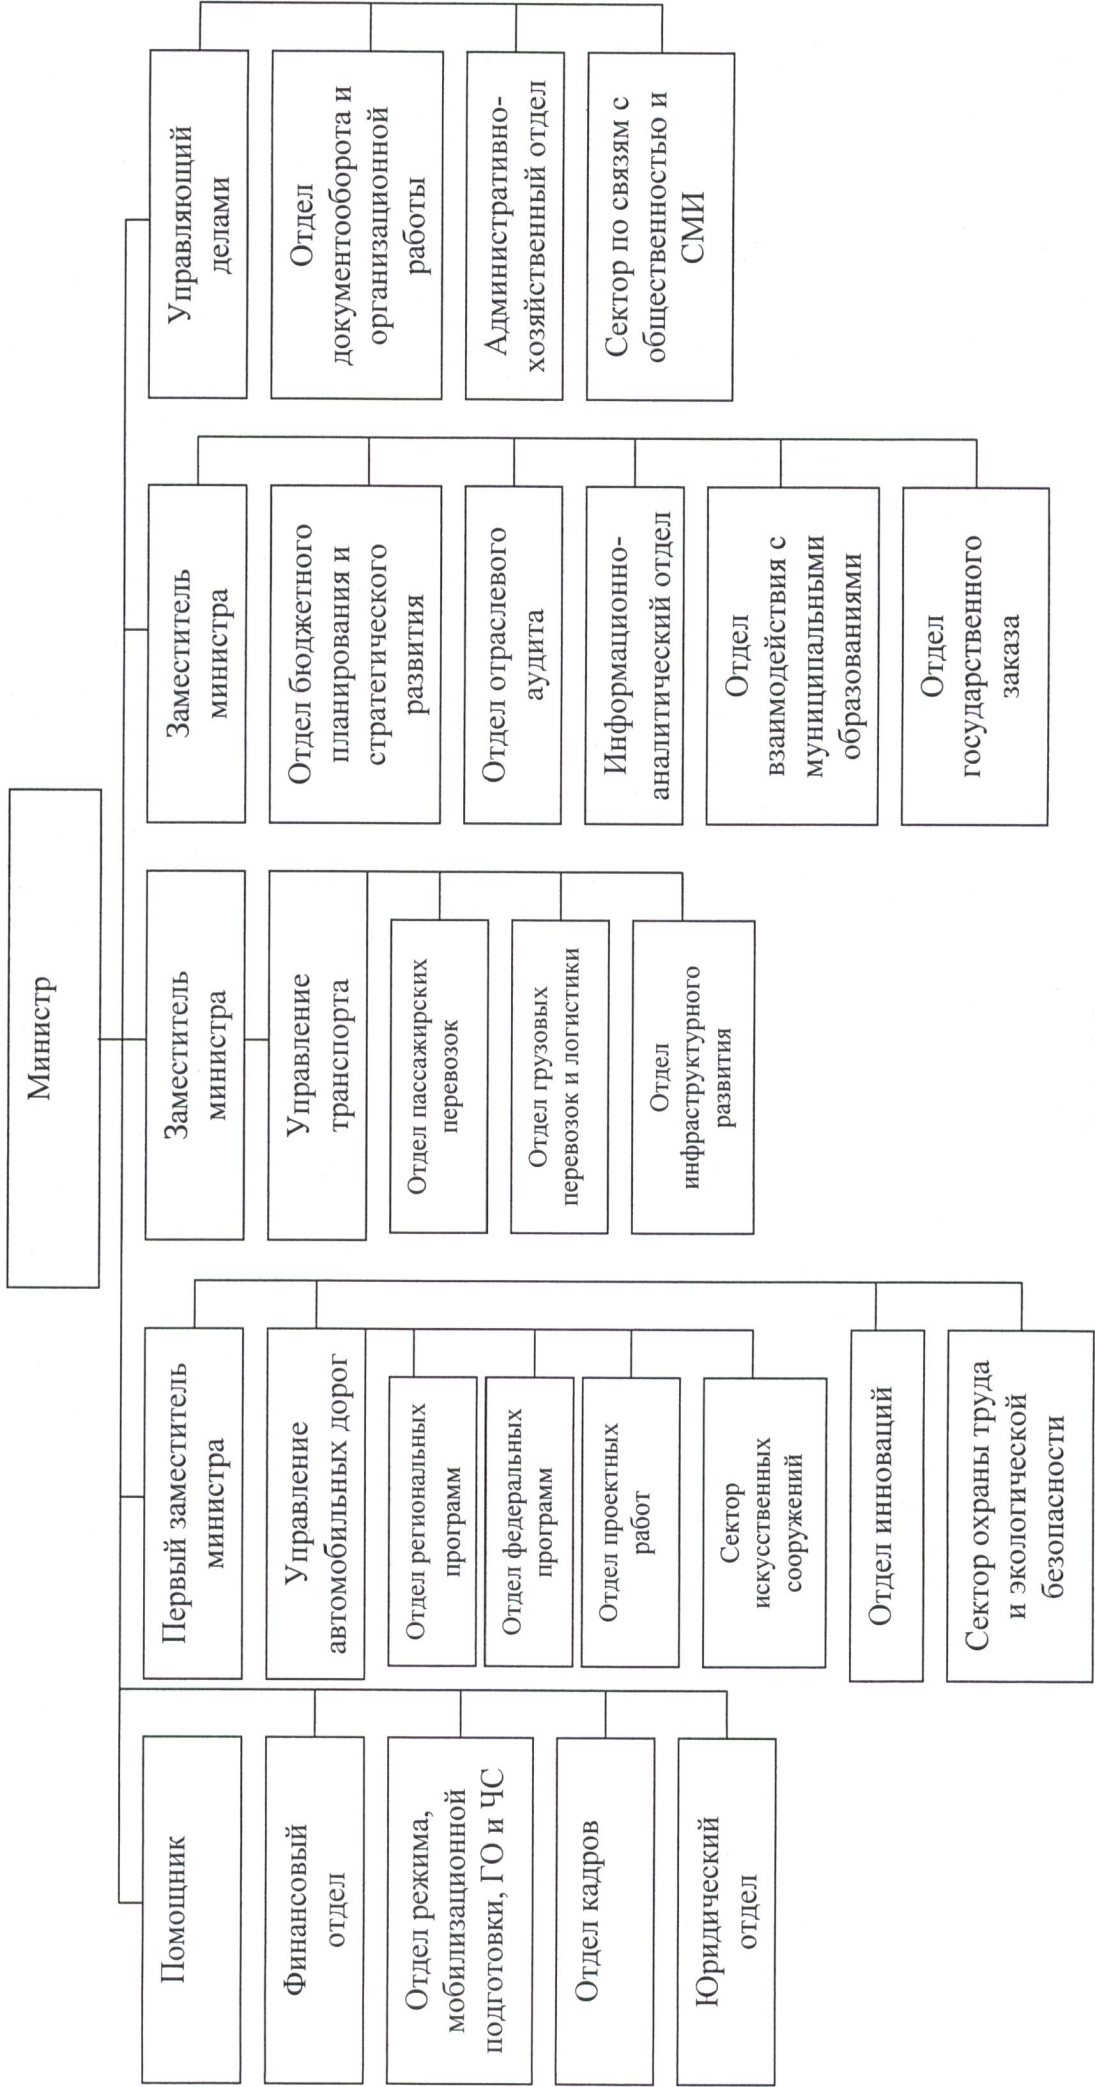 Министр
Помощник
Финансовый
отдел
Отдел режима,
мобилизационной
подготовки, ГО и ЧС
Отдел кадров
Юридический
отдел
Первый заместитель
министра
Управление
автомобильных дорог
Отдел региональных
программ
Отдел федеральных
программ
Отдел проектных
работ
Сектор
искусственных
сооружений
Отдел инноваций
Сектор охраны труда
и экологической
безопасности
Заместитель
министра
Управление
транспорта
Отдел пассажирских
перевозок
Отдел грузовых
перевозок и логистики
Отдел
инфраструктурного
развития
Заместитель
министра
Отдел бюджетного
планирования и
стратегического
развития
Отдел отраслевого
аудита
Информационно-
аналитический отдел
Отдел
взаимодействия с
муниципальными
образованиями
Отдел
государственного
заказа
Управляющий
делами
Отдел
документооборота и
организационной
работы
Административно-
хозяйственный отдел
Сектор по связям с
общественностью и
СМИ